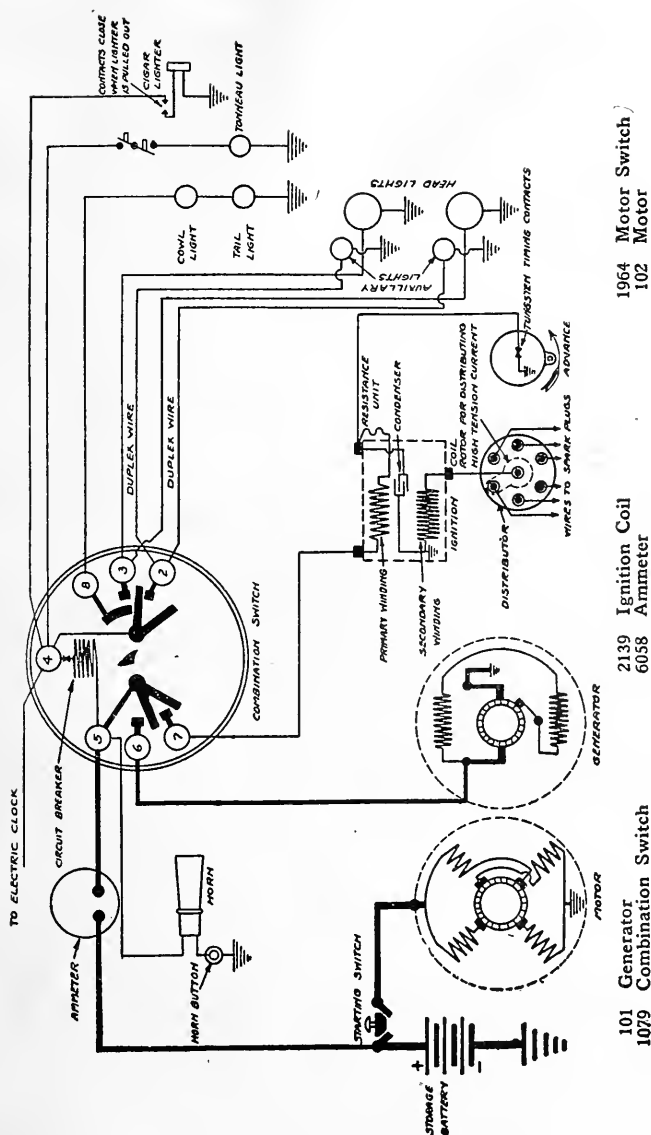 TO ELECTRIC CLOCK
AMMETER
CIRCUIT BREAKER
HORN
HORN BUTTON
STARTING SWITCH
+
-
STORAGE
BATTERY
MOTOR
GENERATOR
COMBINATION SWITCH
4
5
6
7
8
3
2
DUPLEX WIRE
DUPLEX WIRE
CONTACTS CLOSE
WHEN LIGHTER
IS PULLED OUT
CIGAR
LIGHTER
TONNEAU LIGHT
COWL
LIGHT
TAIL
LIGHT
HEAD LIGHTS
AUXILLARY
LIGHTS
RESISTANCE
UNIT
CONDENSER
PRIMARY WINDING
SECONDARY
WINDING
IGNITION
COIL
ROTOR FOR DISTRIBUTING
HIGH TENSION CURRENT
TUNGSTEN TIMING CONTACTS
ADVANCE
DISTRIBUTOR
WIRES TO SPARK PLUGS
101 Generator
1079 Combination Switch
2139 Ignition Coil
6058 Ammeter
1964 Motor Switch
102 Motor